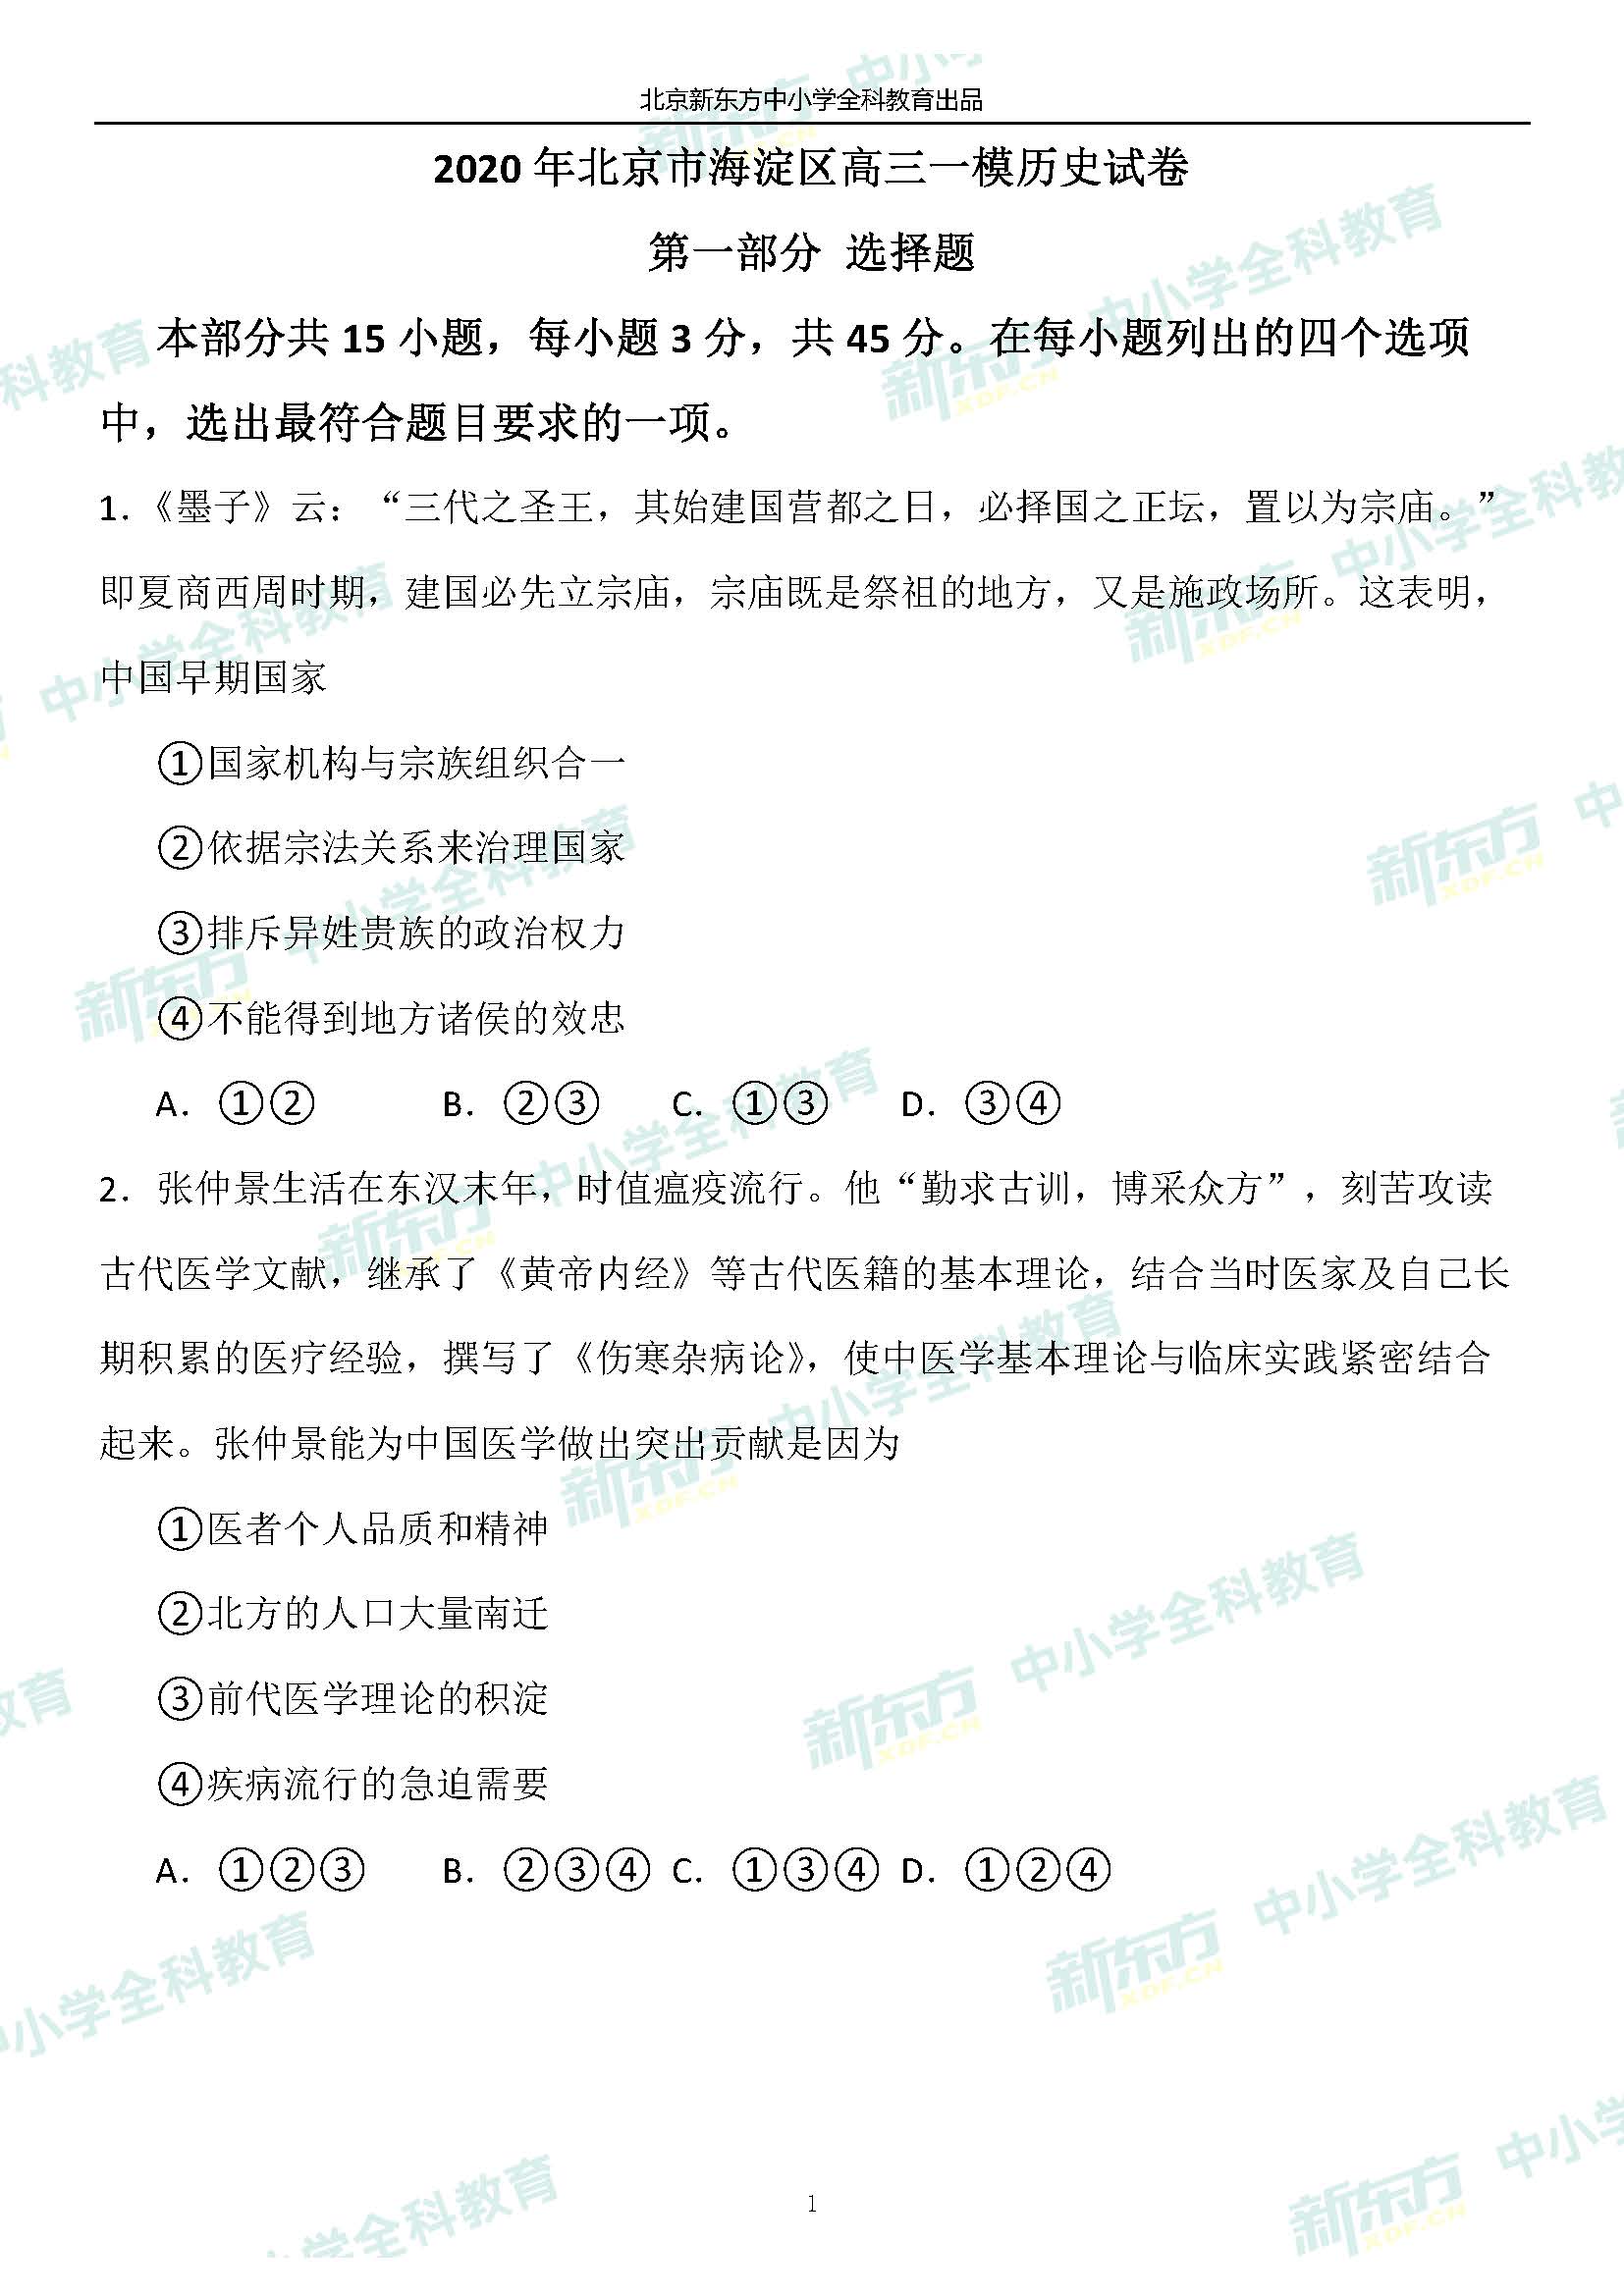 北京新东方中小学全科教育出品
2020 年北京市海淀区高三一模历史试卷
第一部分 选择题
本部分共 15 小题，每小题 3 分，共 45 分。在每小题列出的四个选项
中，选出最符合题目要求的一项。
1．《墨子》云：“三代之圣王，其始建国营都之日，必择国之正坛，置以为宗庙。”
即夏商西周时期，建国必先立宗庙，宗庙既是祭祖的地方，又是施政场所。这表明，
中国早期国家
①国家机构与宗族组织合一
②依据宗法关系来治理国家
③排斥异姓贵族的政治权力
④不能得到地方诸侯的效忠
A．①② B．②③ C．①③ D．③④
2．张仲景生活在东汉末年，时值瘟疫流行。他“勤求古训，博采众方”，刻苦攻读
古代医学文献，继承了《黄帝内经》等古代医籍的基本理论，结合当时医家及自己长
期积累的医疗经验，撰写了《伤寒杂病论》，使中医学基本理论与临床实践紧密结合
起来。张仲景能为中国医学做出突出贡献是因为
①医者个人品质和精神
②北方的人口大量南迁
③前代医学理论的积淀
④疾病流行的急迫需要
A．①②③ B．②③④ C．①③④ D．①②④
1
新东方 XDF.CN 中小学全科教育